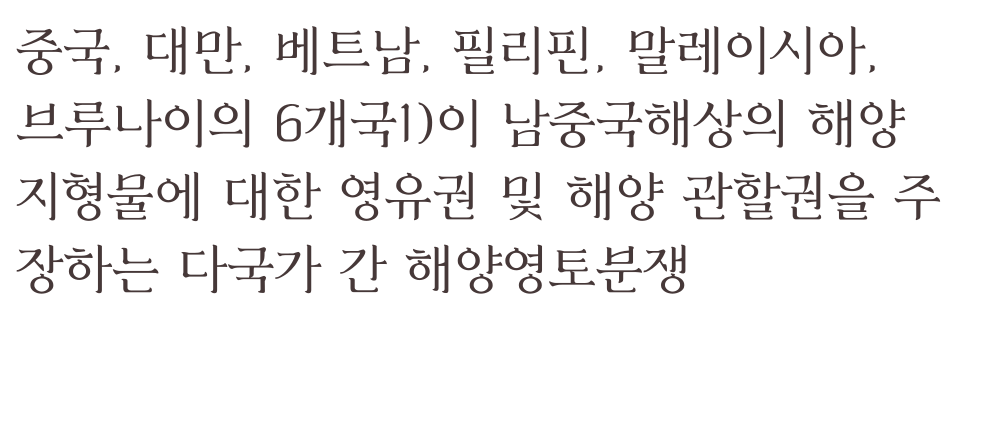 중국, 대만, 베트남, 필리핀, 말레이시아,
브루나이의 6개국1)이 남중국해상의 해양
지형물에 대한 영유권 및 해양 관할권을 주
장하는 다국가 간 해양영토분쟁